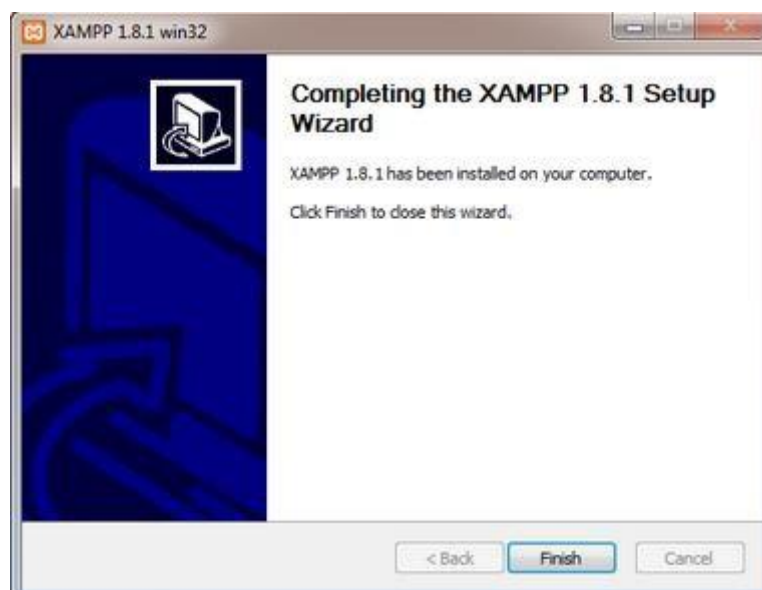 XAMPP 1.8.1 win32
Completing the XAMPP 1.8.1 Setup
Wizard
XAMPP 1.8.1 has been installed on your computer.
Click Finish to close this wizard.
< Back
Finish
Cancel